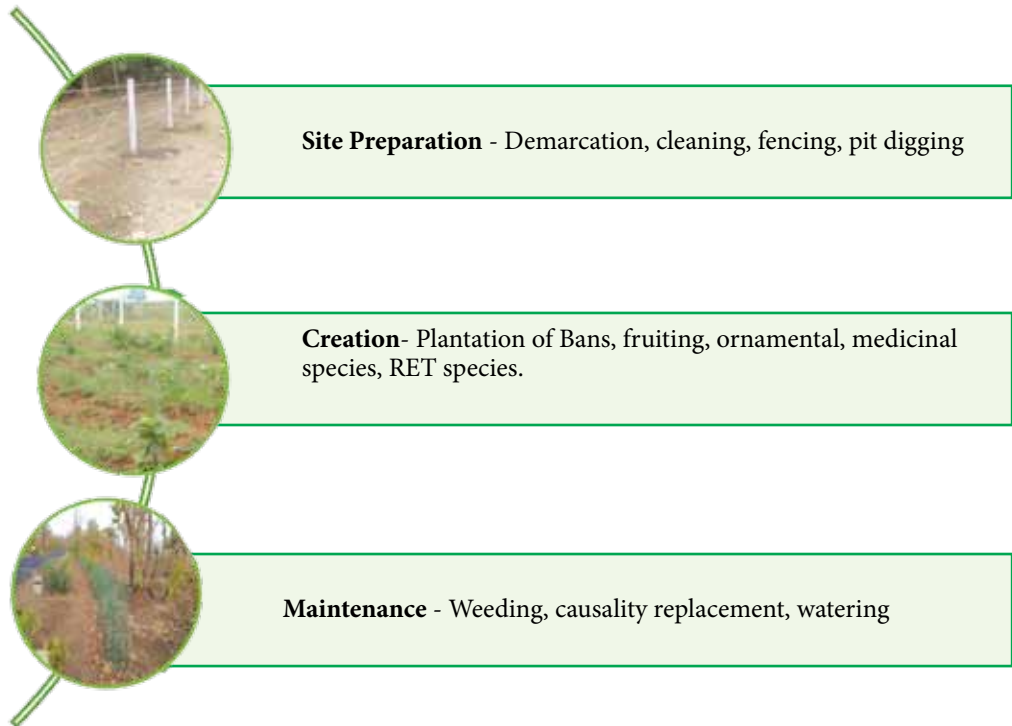 Site Preparation - Demarcation, cleaning, fencing, pit digging
Creation- Plantation of Bans, fruiting, ornamental, medicinal
species, RET species.
Maintenance - Weeding, causality replacement, watering